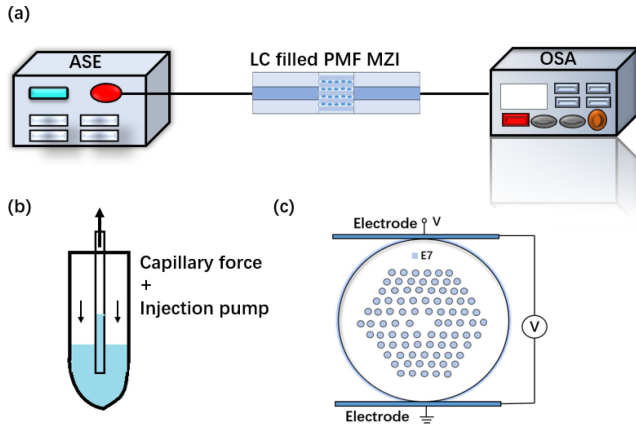 (a)
ASE
LC filled PMF MZI
OSA
(b)
Capillary force
+
Injection pump
(c)
Electrode
V
E7
V
Electrode